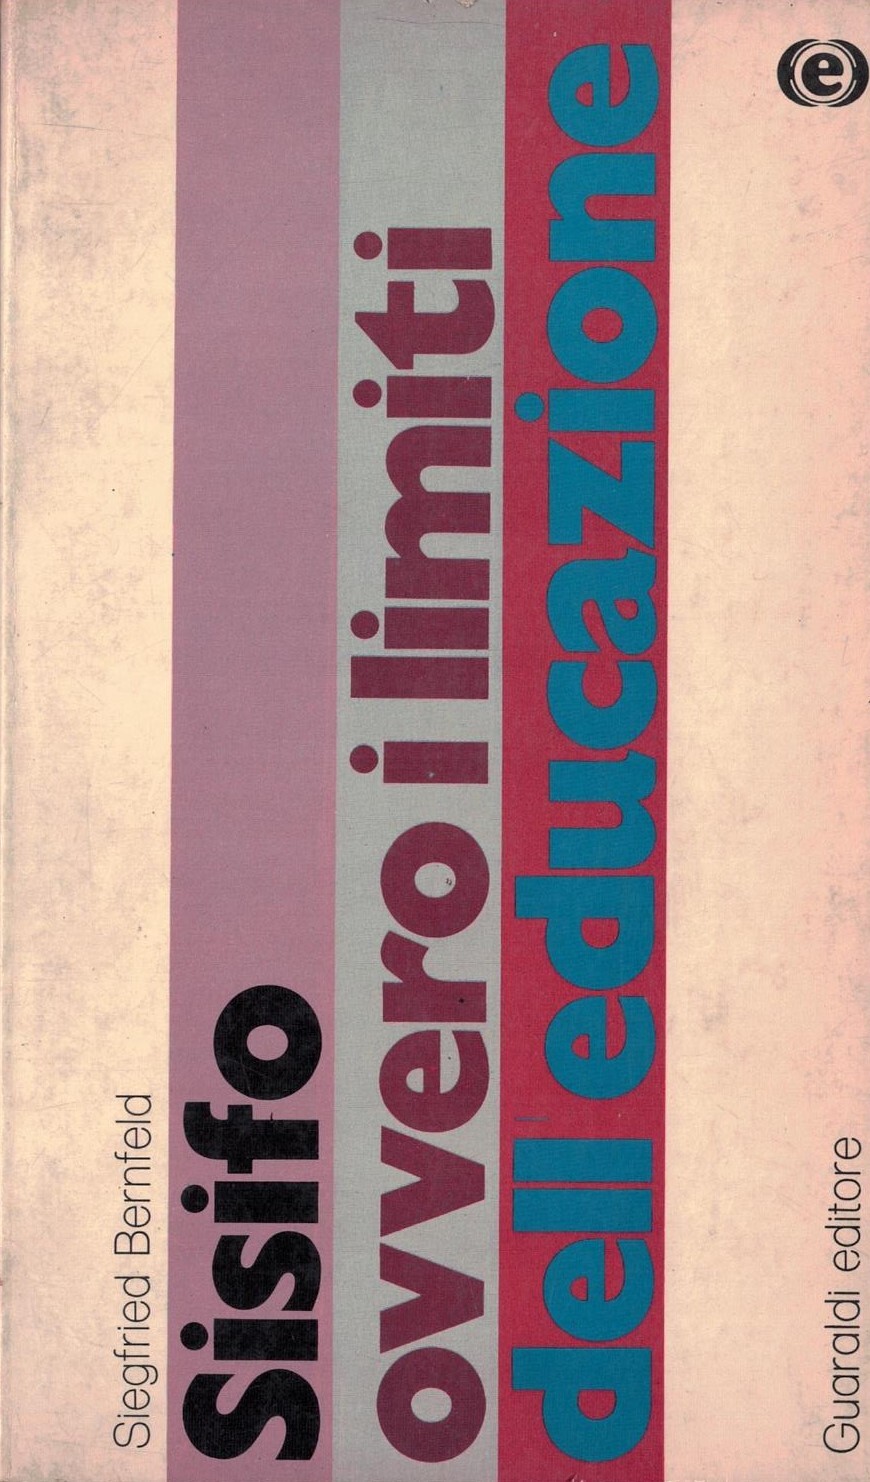 Siegfried Bernfeld
Sisifo
ovvero i limiti
dell'educazione
Guaraldi editore
e